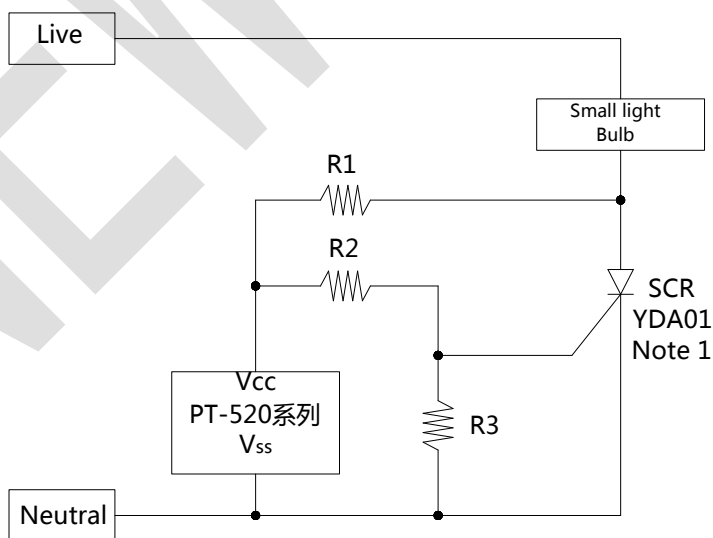 Live
Small light
Bulb
R1
R2
SCR
YDA01
Note 1
Vcc
PT-520系列
Vss
R3
Neutral